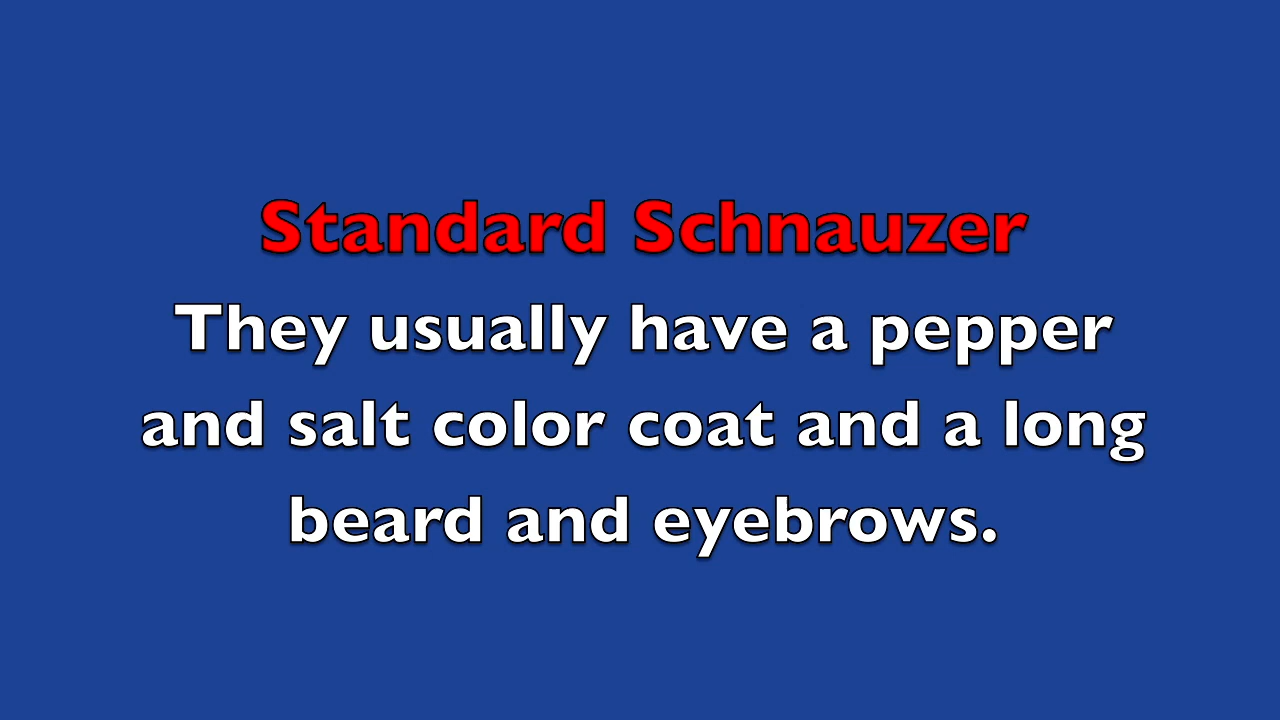 Standard Schnauzer
They usually have a pepper
and salt color coat and a long
beard and eyebrows.